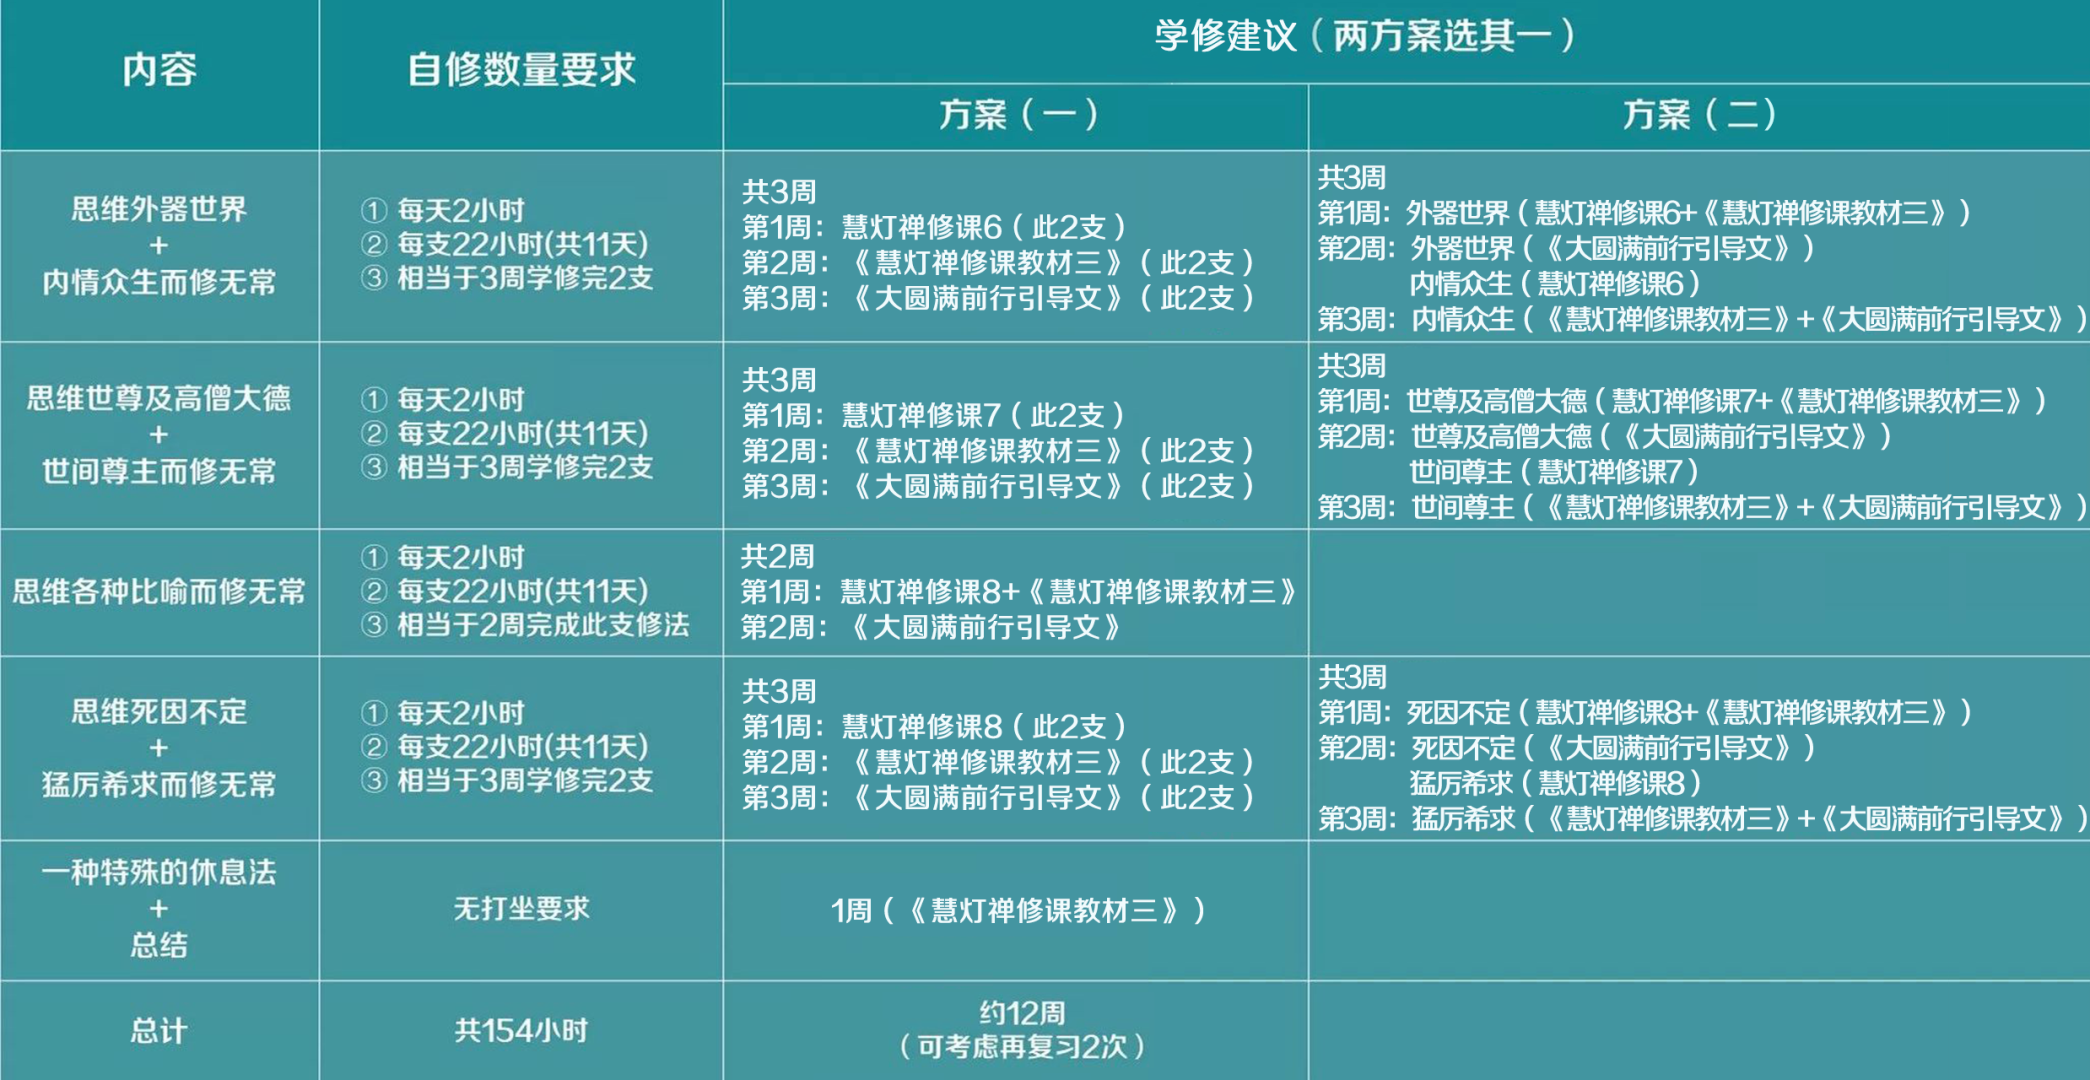 内容
自修数量要求
学修建议（两方案选其一）
方案（一）
方案（二）
思维外器世界
+
内情众生而修无常
① 每天2小时
② 每支22小时(共11天)
③ 相当于3周学修完2支
共3周
第1周：慧灯禅修课6（此2支）
第2周：《慧灯禅修课教材三》（此2支）
第3周：《大圆满前行引导文》（此2支）
共3周
第1周：外器世界（慧灯禅修课6+《慧灯禅修课教材三》）
第2周：外器世界（《大圆满前行引导文》）
内情众生（慧灯禅修课6）
第3周：内情众生（《慧灯禅修课教材三》+《大圆满前行引导文》）
思维世尊及高僧大德
+
世间尊主而修无常
① 每天2小时
② 每支22小时(共11天)
③ 相当于3周学修完2支
共3周
第1周：慧灯禅修课7（此2支）
第2周：《慧灯禅修课教材三》（此2支）
第3周：《大圆满前行引导文》（此2支）
共3周
第1周：世尊及高僧大德（慧灯禅修课7+《慧灯禅修课教材三》）
第2周：世尊及高僧大德（《大圆满前行引导文》）
世间尊主（慧灯禅修课7）
第3周：世间尊主（《慧灯禅修课教材三》+《大圆满前行引导文》）
思维各种比喻而修无常
① 每天2小时
② 每支22小时(共11天)
③ 相当于2周完成此支修法
共2周
第1周：慧灯禅修课8+《慧灯禅修课教材三》
第2周：《大圆满前行引导文》
思维死因不定
+
猛厉希求而修无常
① 每天2小时
② 每支22小时(共11天)
③ 相当于3周学修完2支
共3周
第1周：慧灯禅修课8（此2支）
第2周：《慧灯禅修课教材三》（此2支）
第3周：《大圆满前行引导文》（此2支）
共3周
第1周：死因不定（慧灯禅修课8+《慧灯禅修课教材三》）
第2周：死因不定（《大圆满前行引导文》）
猛厉希求（慧灯禅修课8）
第3周：猛厉希求（《慧灯禅修课教材三》+《大圆满前行引导文》）
一种特殊的休息法
+
总结
无打坐要求
1周（《慧灯禅修课教材三》）
总计
共154小时
约12周
（可考虑再复习2次）